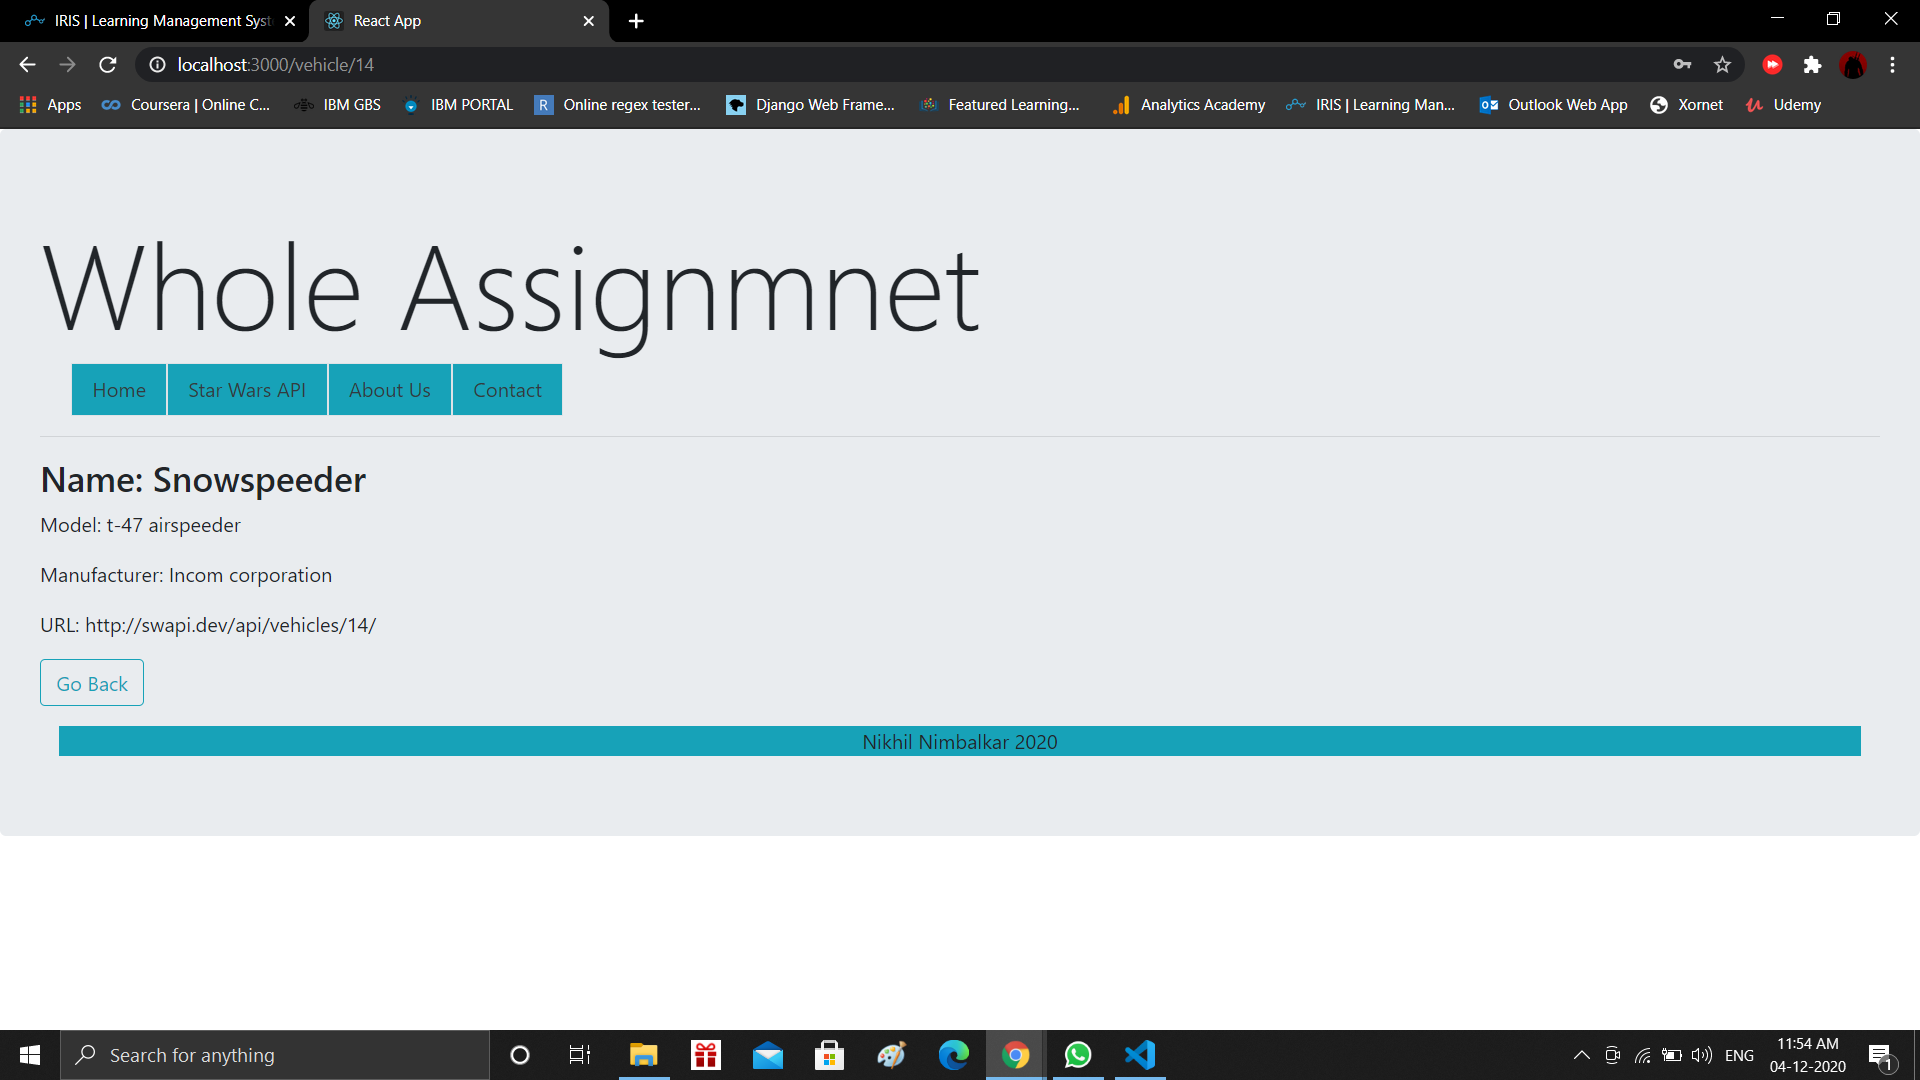 IRIS | Learning Management Syst
React App
localhost:3000/vehicle/14
Apps
Coursera | Online C...
IBM GBS
IBM PORTAL
R
Online regex tester...
Django Web Frame...
Featured Learning...
Analytics Academy
IRIS | Learning Man...
Outlook Web App
Xornet
Udemy
Whole Assignmnet
Home
Star Wars API
About Us
Contact
Name: Snowspeeder
Model: t-47 airspeeder
Manufacturer: Incom corporation
URL: http://swapi.dev/api/vehicles/14/
Go Back
Nikhil Nimbalkar 2020
Search for anything
ENG
11:54 AM
04-12-2020
1